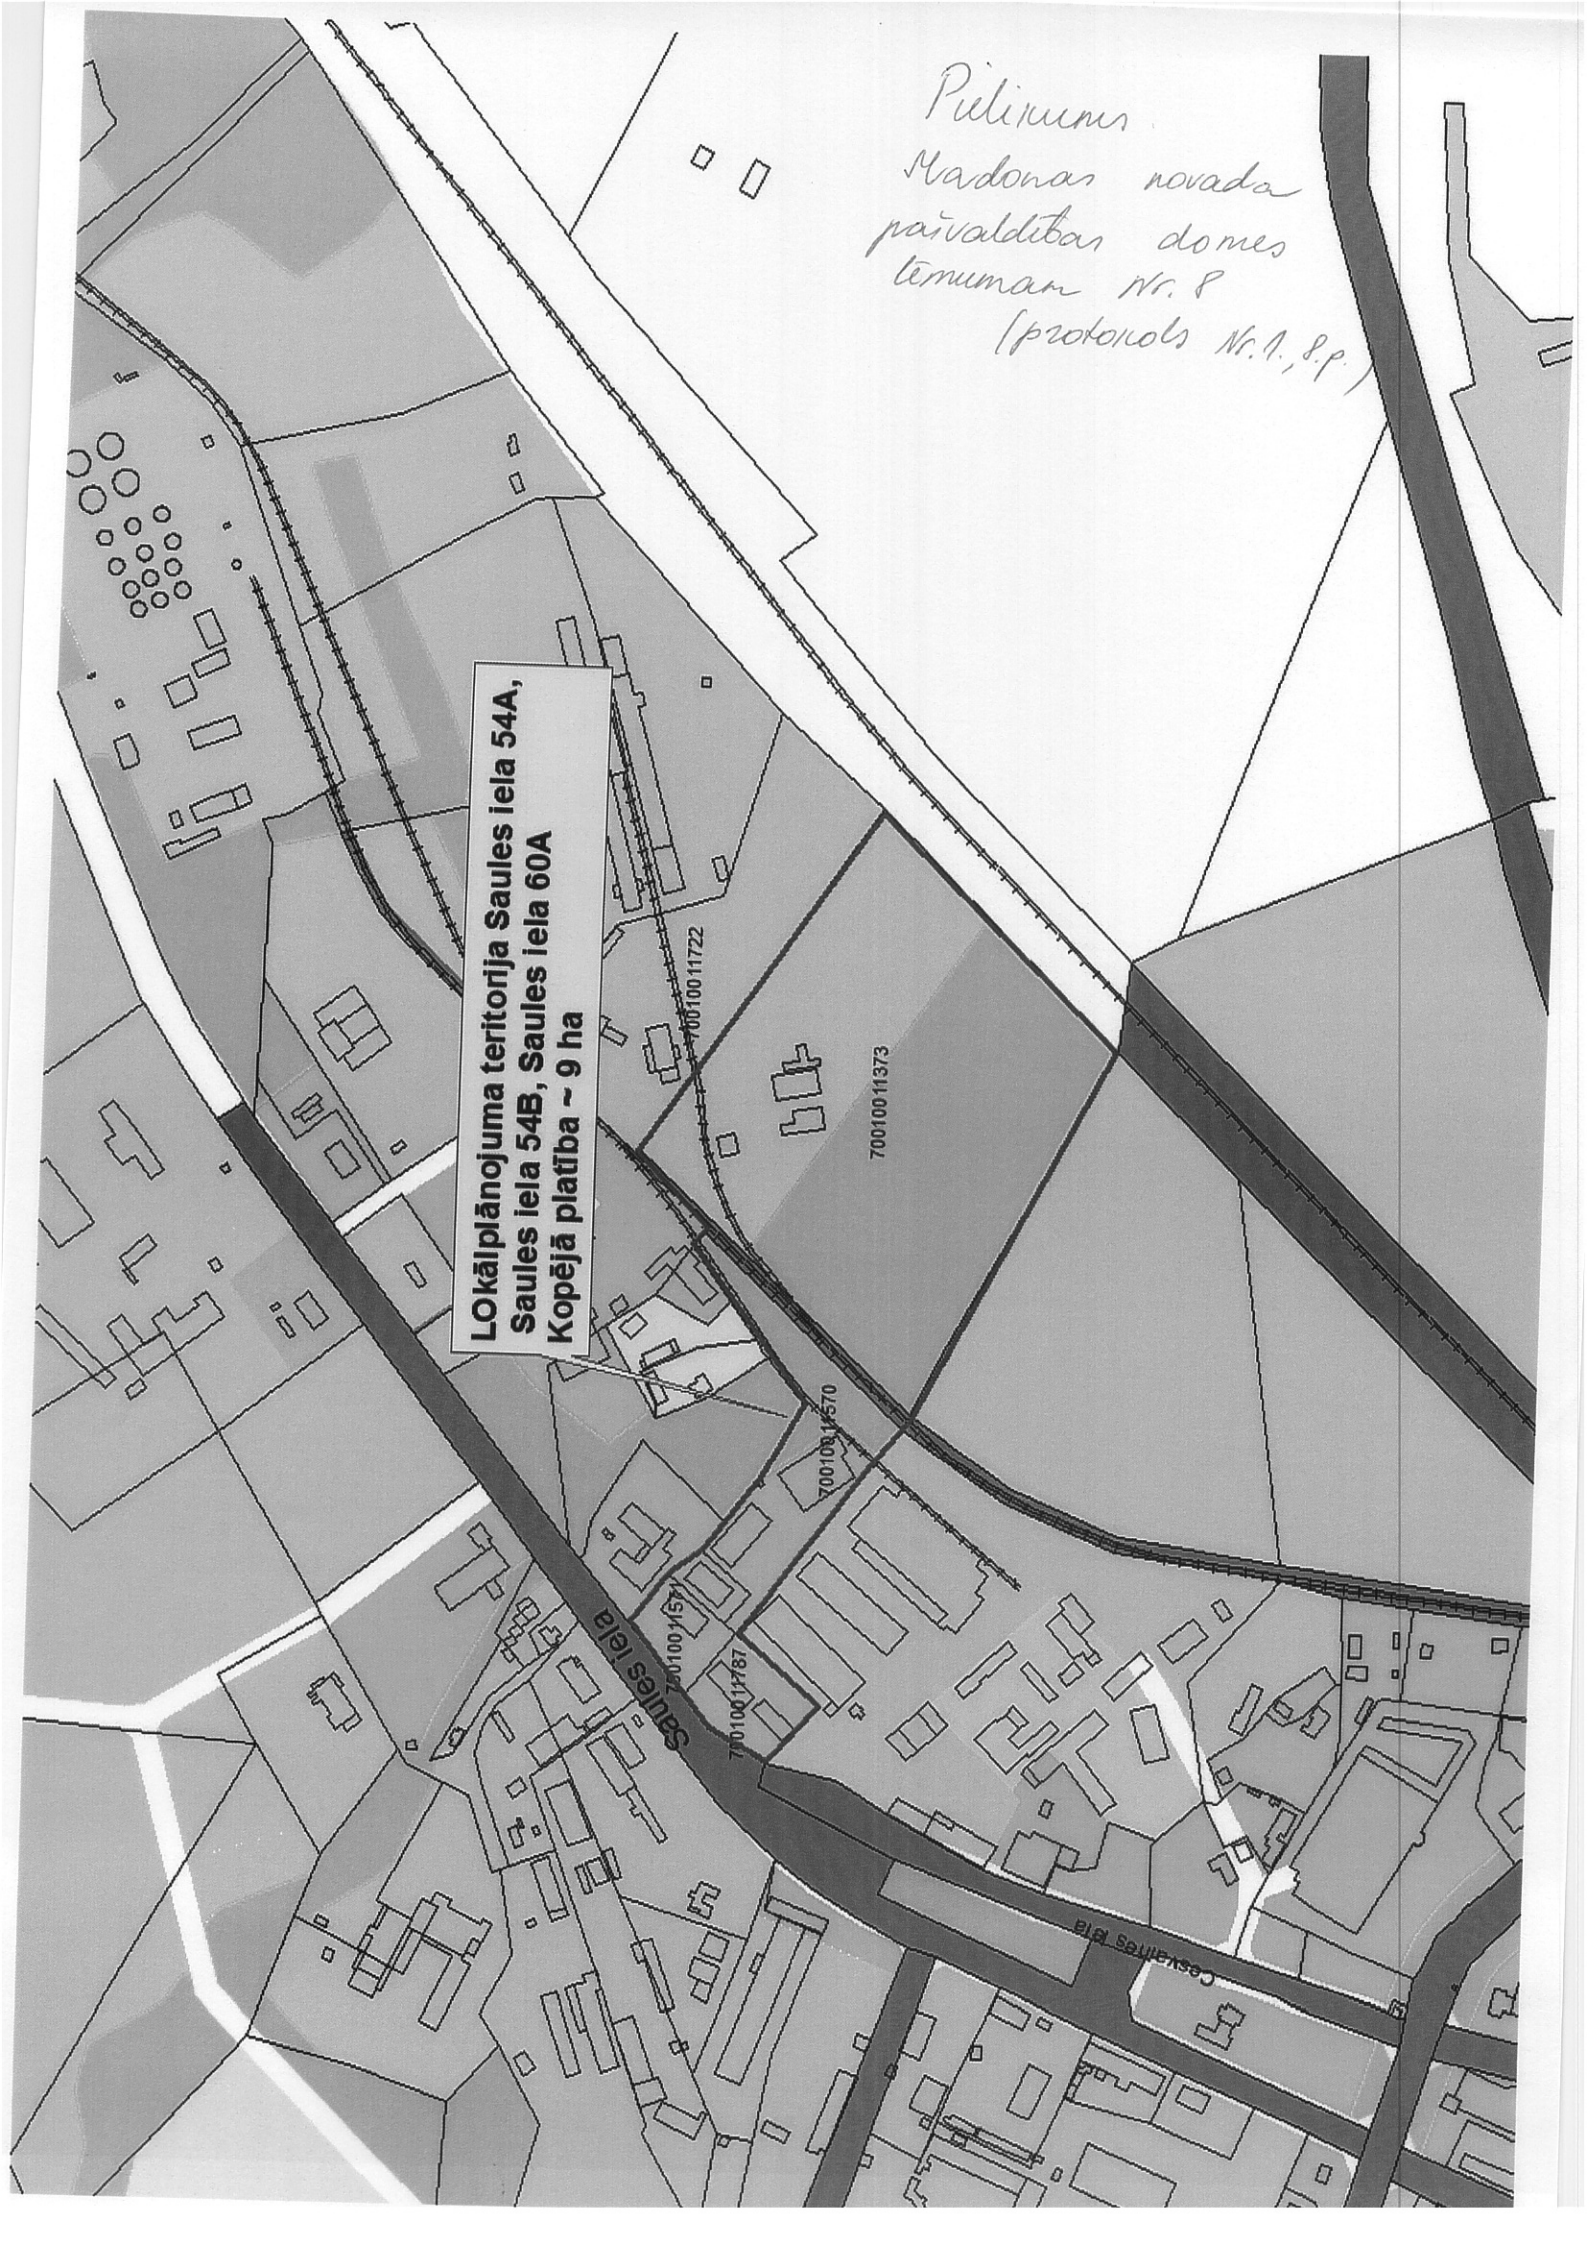 Pielikums
Madonas novada
pašvaldības domes
lēmumam Nr. 8
(protokols Nr.1., 8.p.)
LOkālplānojuma teritorija Saules iela 54A,
Saules iela 54B, Saules iela 60A
Kopējā platība ~ 9 ha
70010011722
70010011373
70010011570
70010011571
70010011787
Saules iela
Cesvaines iela